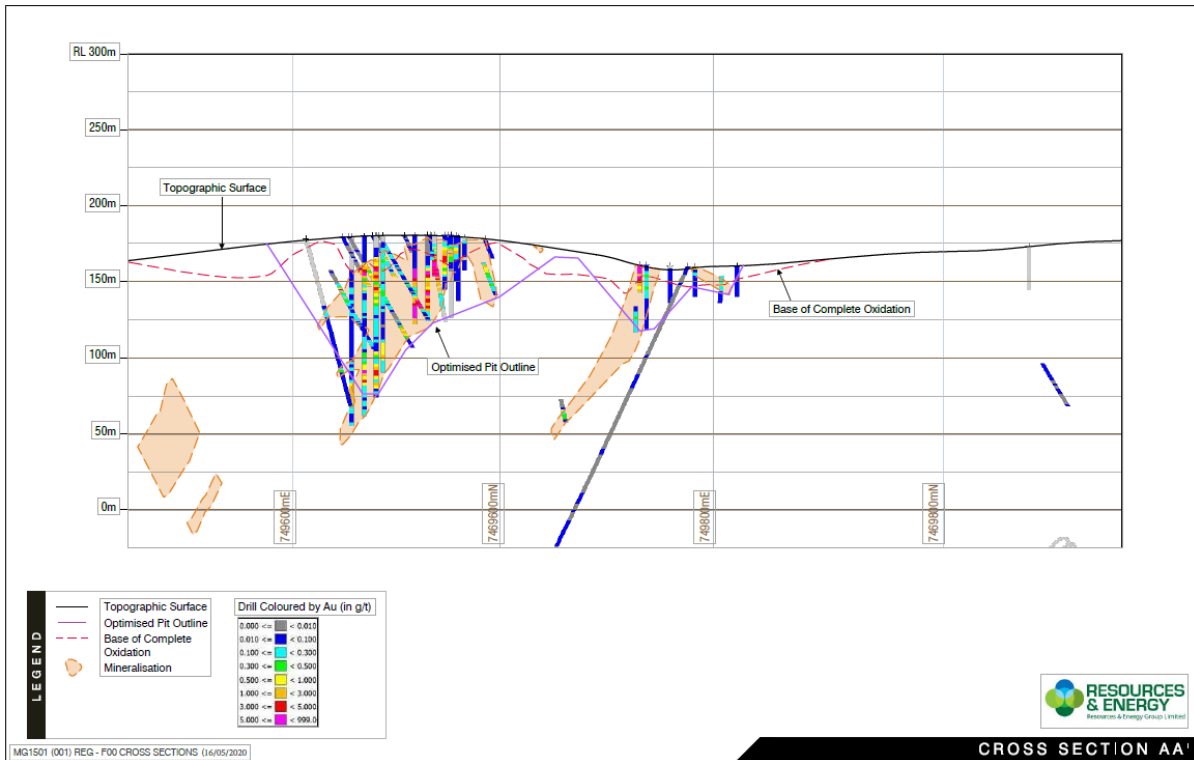 RL 300m
250m
200m
150m
100m
50m
0m
Topographic Surface
Base of Complete Oxidation
Optimised Pit Outline
749600mE
7469600mN
749800mE
7469800mN
LEGEND
Topographic Surface
Optimised Pit Outline
Base of Complete
Oxidation
Mineralisation
Drill Coloured by Au (in g/t)
0.000 <= < 0.010
0.010 <= < 0.100
0.100 <= < 0.300
0.300 <= < 0.500
0.500 <= < 1.000
1.000 <= < 3.000
3.000 <= < 5.000
5.000 <= < 999.0
RESOURCES
& ENERGY
Resources & Energy Group Limited
MG1501 (001) REG - F00 CROSS SECTIONS (16/05/2020
CROSS SECTION AA'